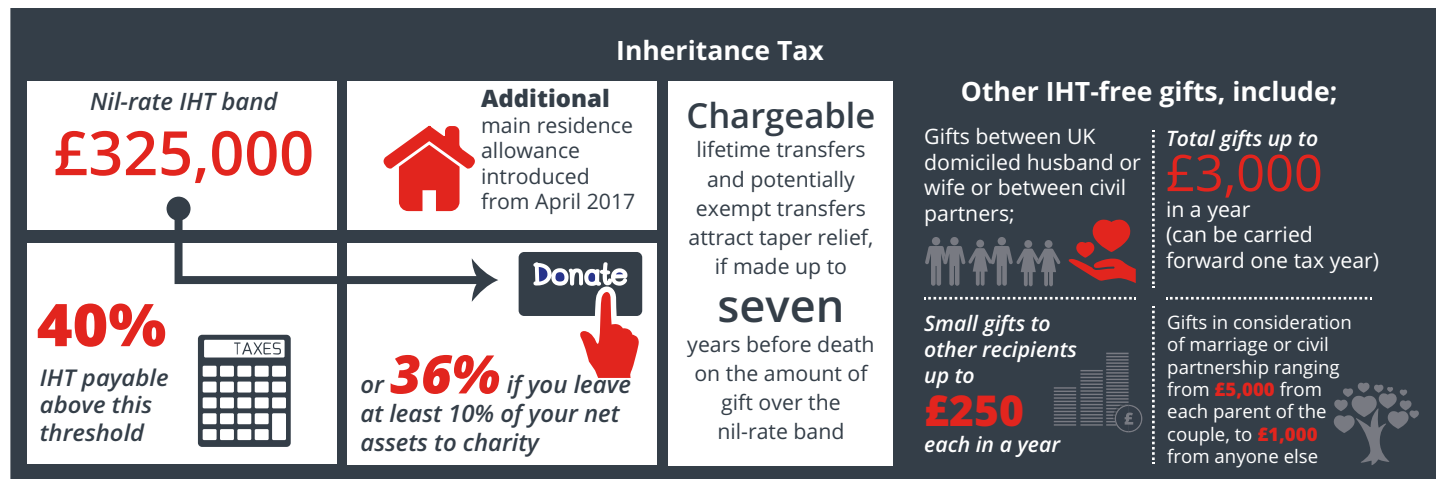 Inheritance Tax
Nil-rate IHT band
£325,000
Additional
main residence
allowance
introduced
from April 2017
40%
TAXES
IHT payable
above this
threshold
Donate
or 36% if you leave
at least 10% of your net
assets to charity
Chargeable
lifetime transfers
and potentially
exempt transfers
attract taper relief,
if made up to
seven
years before death
on the amount of
gift over the
nil-rate band
Other IHT-free gifts, include;
Gifts between UK
domiciled husband or
wife or between civil
partners;
Total gifts up to
£3,000
in a year
(can be carried
forward one tax year)
Small gifts to
other recipients
up to
£250
each in a year
£
Gifts in consideration
of marriage or civil
partnership ranging
from £5,000 from
each parent of the
couple, to £1,000
from anyone else